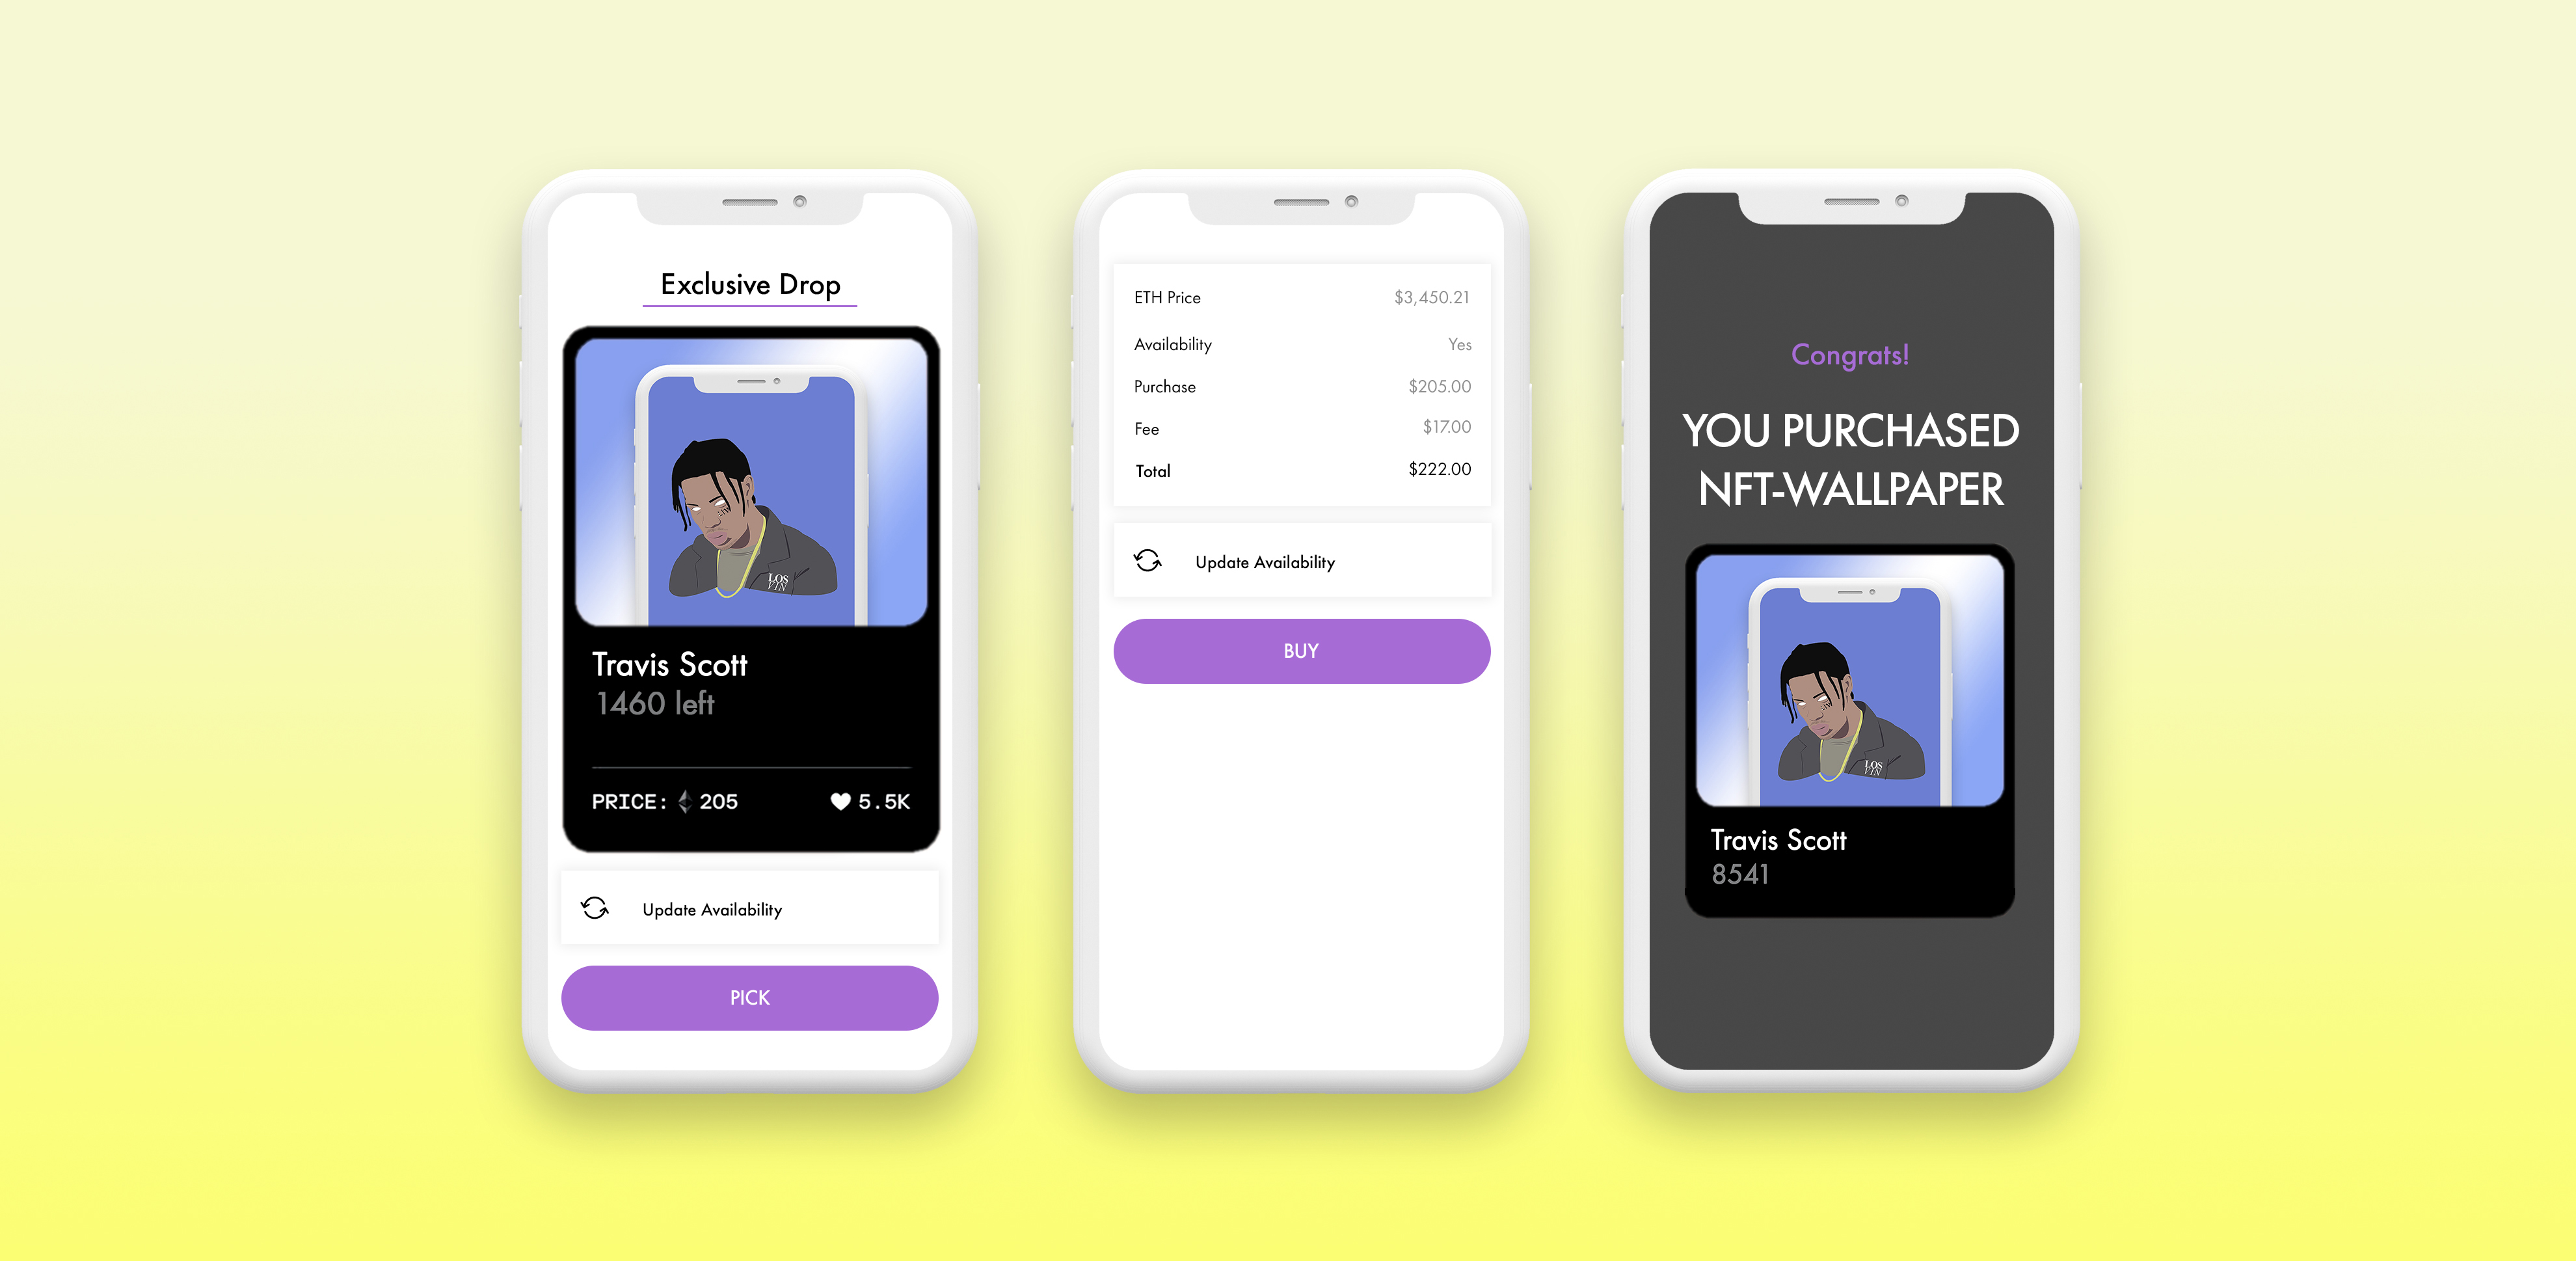 Exclusive Drop
LOS
VIN
Travis Scott
1460 left
PRICE: 205
5.5K
Update Availability
PICK
ETH Price $3,450.21
Availability Yes
Purchase $205.00
Fee $17.00
Total $222.00
Update Availability
BUY
Congrats!
YOU PURCHASED
NFT-WALLPAPER
LOS
VIN
Travis Scott
8541